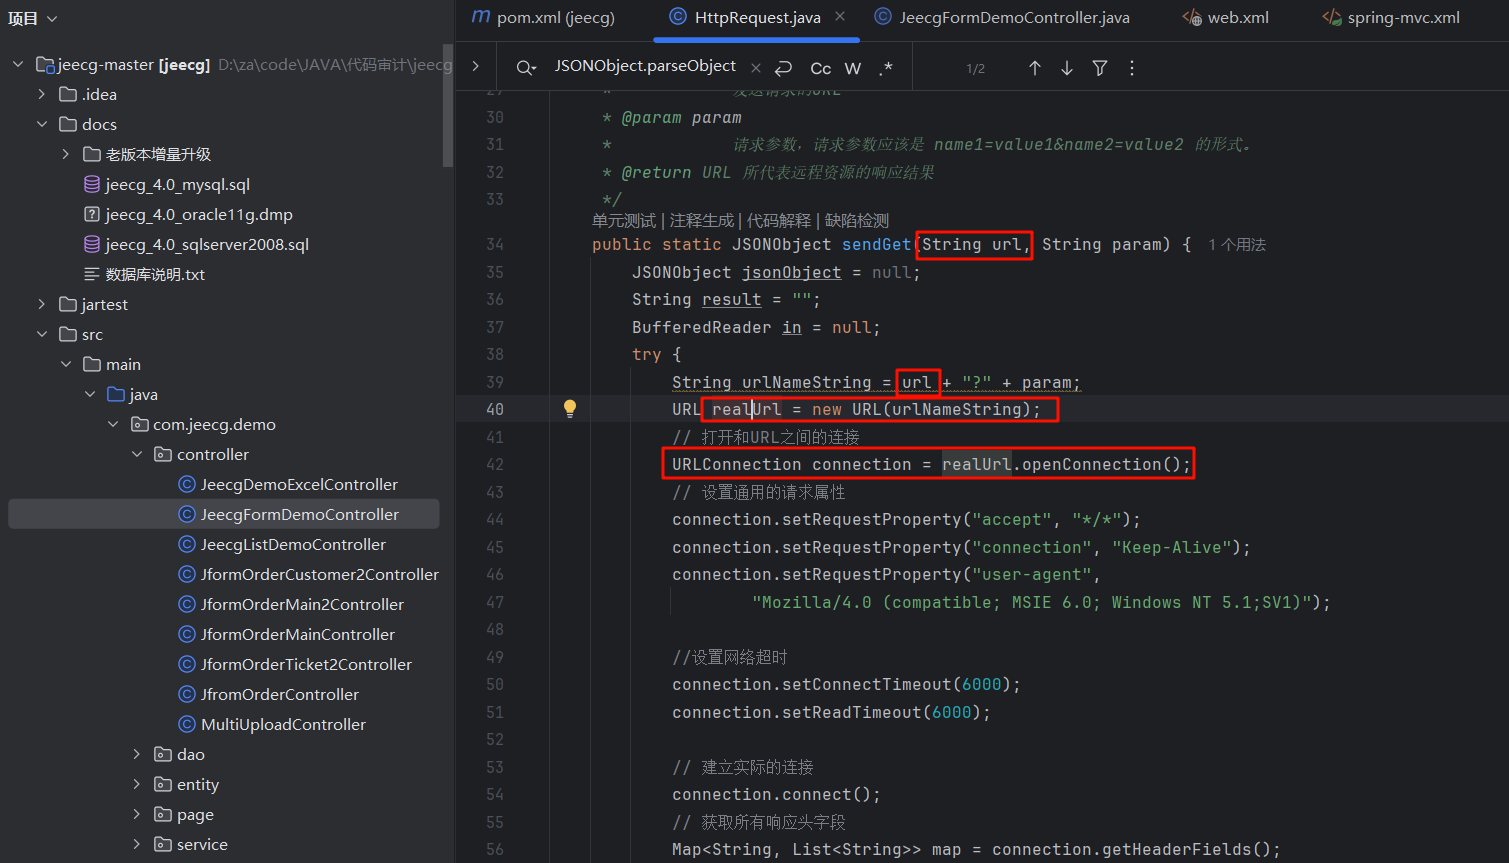 项目
jeecg-master [jeecg] D:\za\code\JAVA\代码审计\jeecg
.idea
docs
老版本增量升级
jeecg_4.0_mysql.sql
jeecg_4.0_oracle11g.dmp
jeecg_4.0_sqlserver2008.sql
数据库说明.txt
jartest
src
main
java
com.jeecg.demo
controller
JeecgDemoExcelController
JeecgFormDemoController
JeecgListDemoController
JformOrderCustomer2Controller
JformOrderMain2Controller
JformOrderMainController
JformOrderTicket2Controller
JfromOrderController
MultiUploadController
dao
entity
page
service
pom.xml (jeecg) HttpRequest.java JeecgFormDemoController.java web.xml spring-mvc.xml
JSONObject.parseObject Cc W .* 1/2
29 * 发送请求的URL
30 * @param param
31 * 请求参数，请求参数应该是 name1=value1&name2=value2 的形式。
32 * @return URL 所代表远程资源的响应结果
33 */
单元测试 | 注释生成 | 代码解释 | 缺陷检测
34 public static JSONObject sendGet(String url, String param) { 1 个用法
35 JSONObject jsonObject = null;
36 String result = "";
37 BufferedReader in = null;
38 try {
39 String urlNameString = url + "?" + param;
40 URL realUrl = new URL(urlNameString);
41 // 打开和URL之间的连接
42 URLConnection connection = realUrl.openConnection();
43 // 设置通用的请求属性
44 connection.setRequestProperty("accept", "*/*");
45 connection.setRequestProperty("connection", "Keep-Alive");
46 connection.setRequestProperty("user-agent",
47 "Mozilla/4.0 (compatible; MSIE 6.0; Windows NT 5.1;SV1)");
48
49 //设置网络超时
50 connection.setConnectTimeout(6000);
51 connection.setReadTimeout(6000);
52
53 // 建立实际的连接
54 connection.connect();
55 // 获取所有响应头字段
56 Map<String, List<String>> map = connection.getHeaderFields();